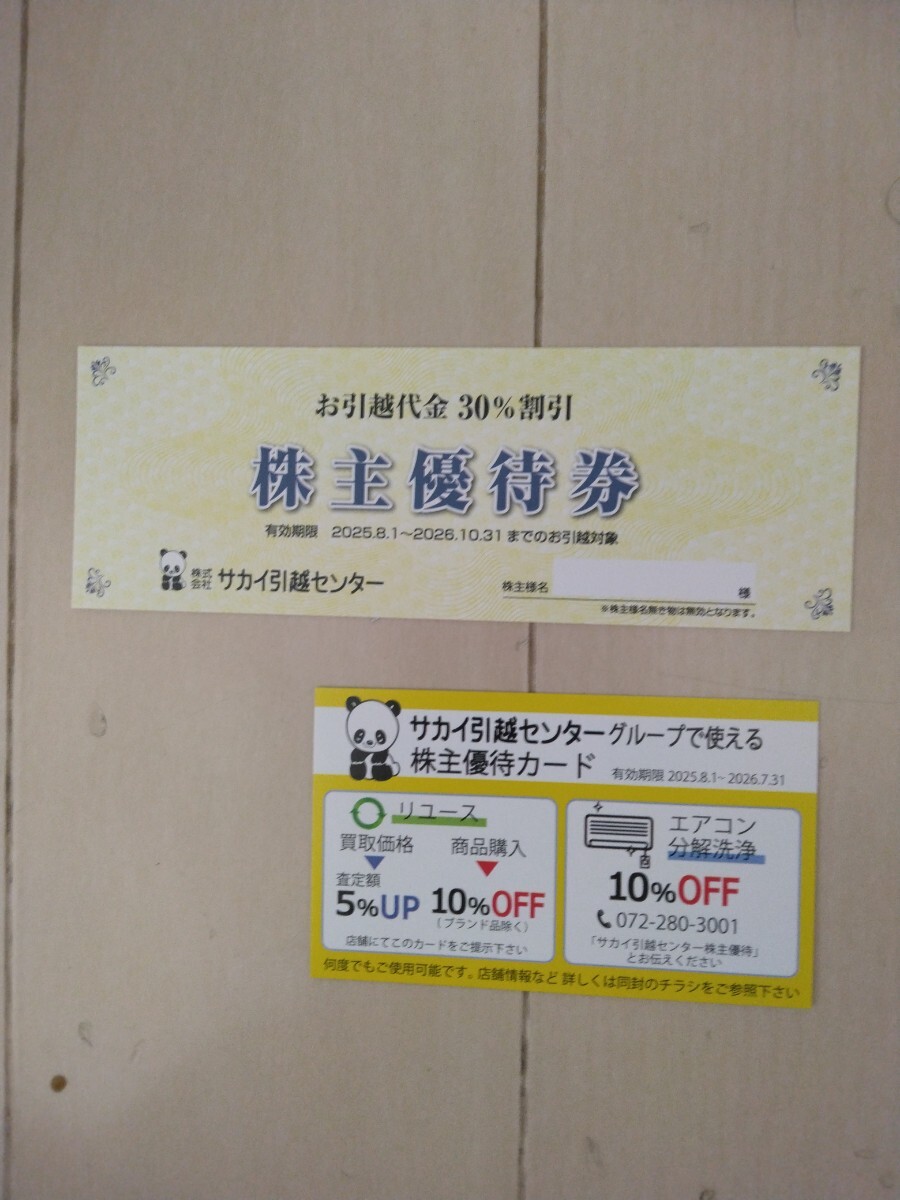 お引越代金 30%割引
株主優待券
有効期限 2025.8.1～2026.10.31 までのお引越対象
株式会社 サカイ引越センター
株主様名 様
※株主様名無き物は無効となります。
サカイ引越センターグループで使える
株主優待カード 有効期限 2025.8.1~2026.7.31
リユース
買取価格 商品購入
査定額
5%UP 10%OFF
(ブランド品除く)
店舗にてこのカードをご提示下さい
エアコン
分解洗浄
10%OFF
072-280-3001
「サカイ引越センター株主優待」
とお伝えください
何度でもご使用可能です。店舗情報など 詳しくは同封のチラシをご参照下さい